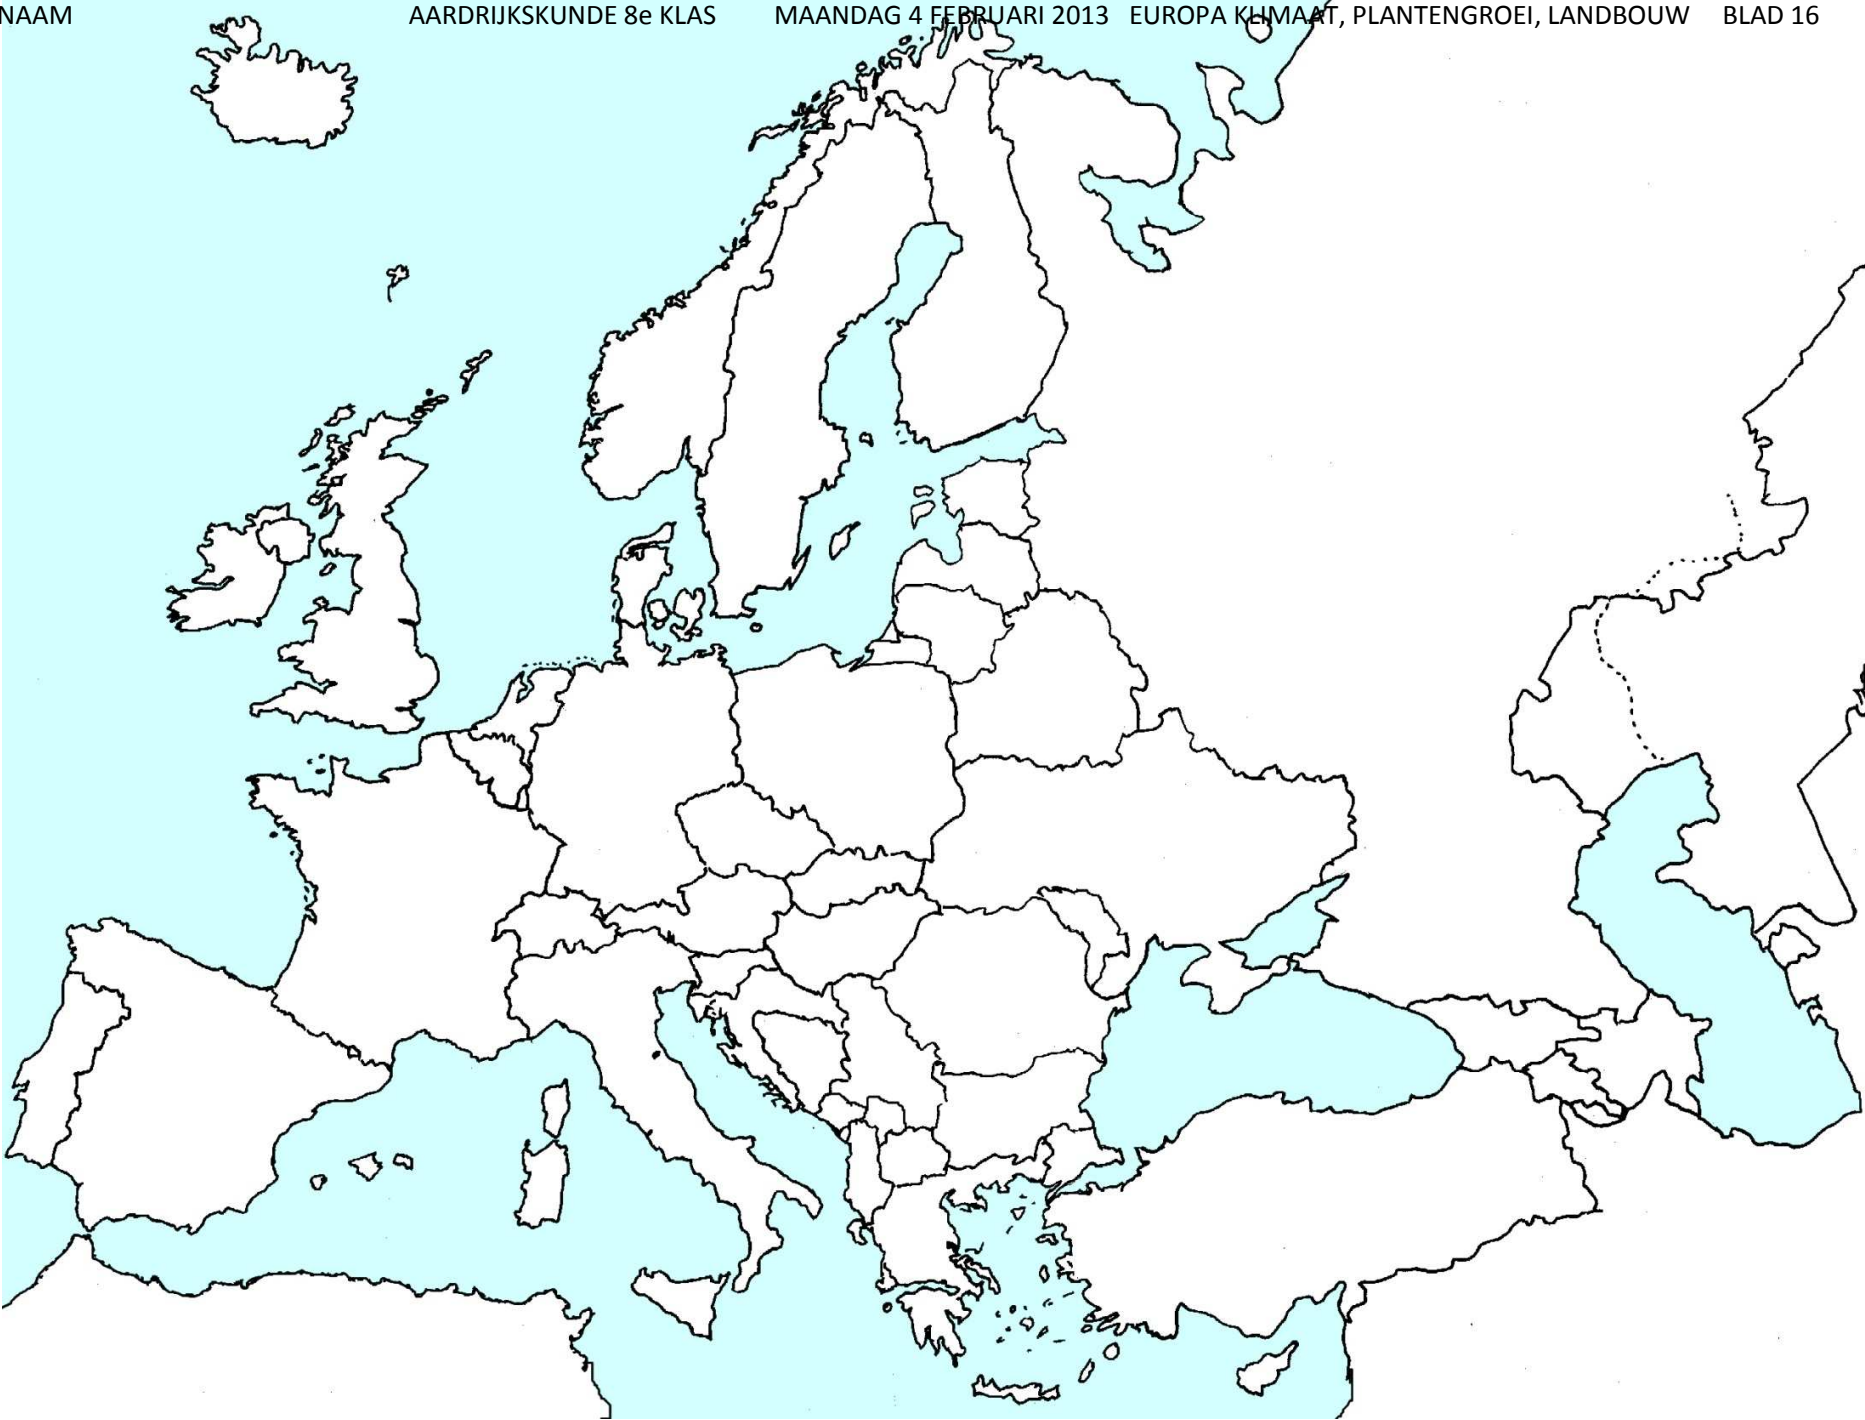 NAAM AARDRIJKSKUNDE 8e KLAS MAANDAG 4 FEBRUARI 2013 EUROPA KLIMAAT, PLANTENGROEI, LANDBOUW BLAD 16